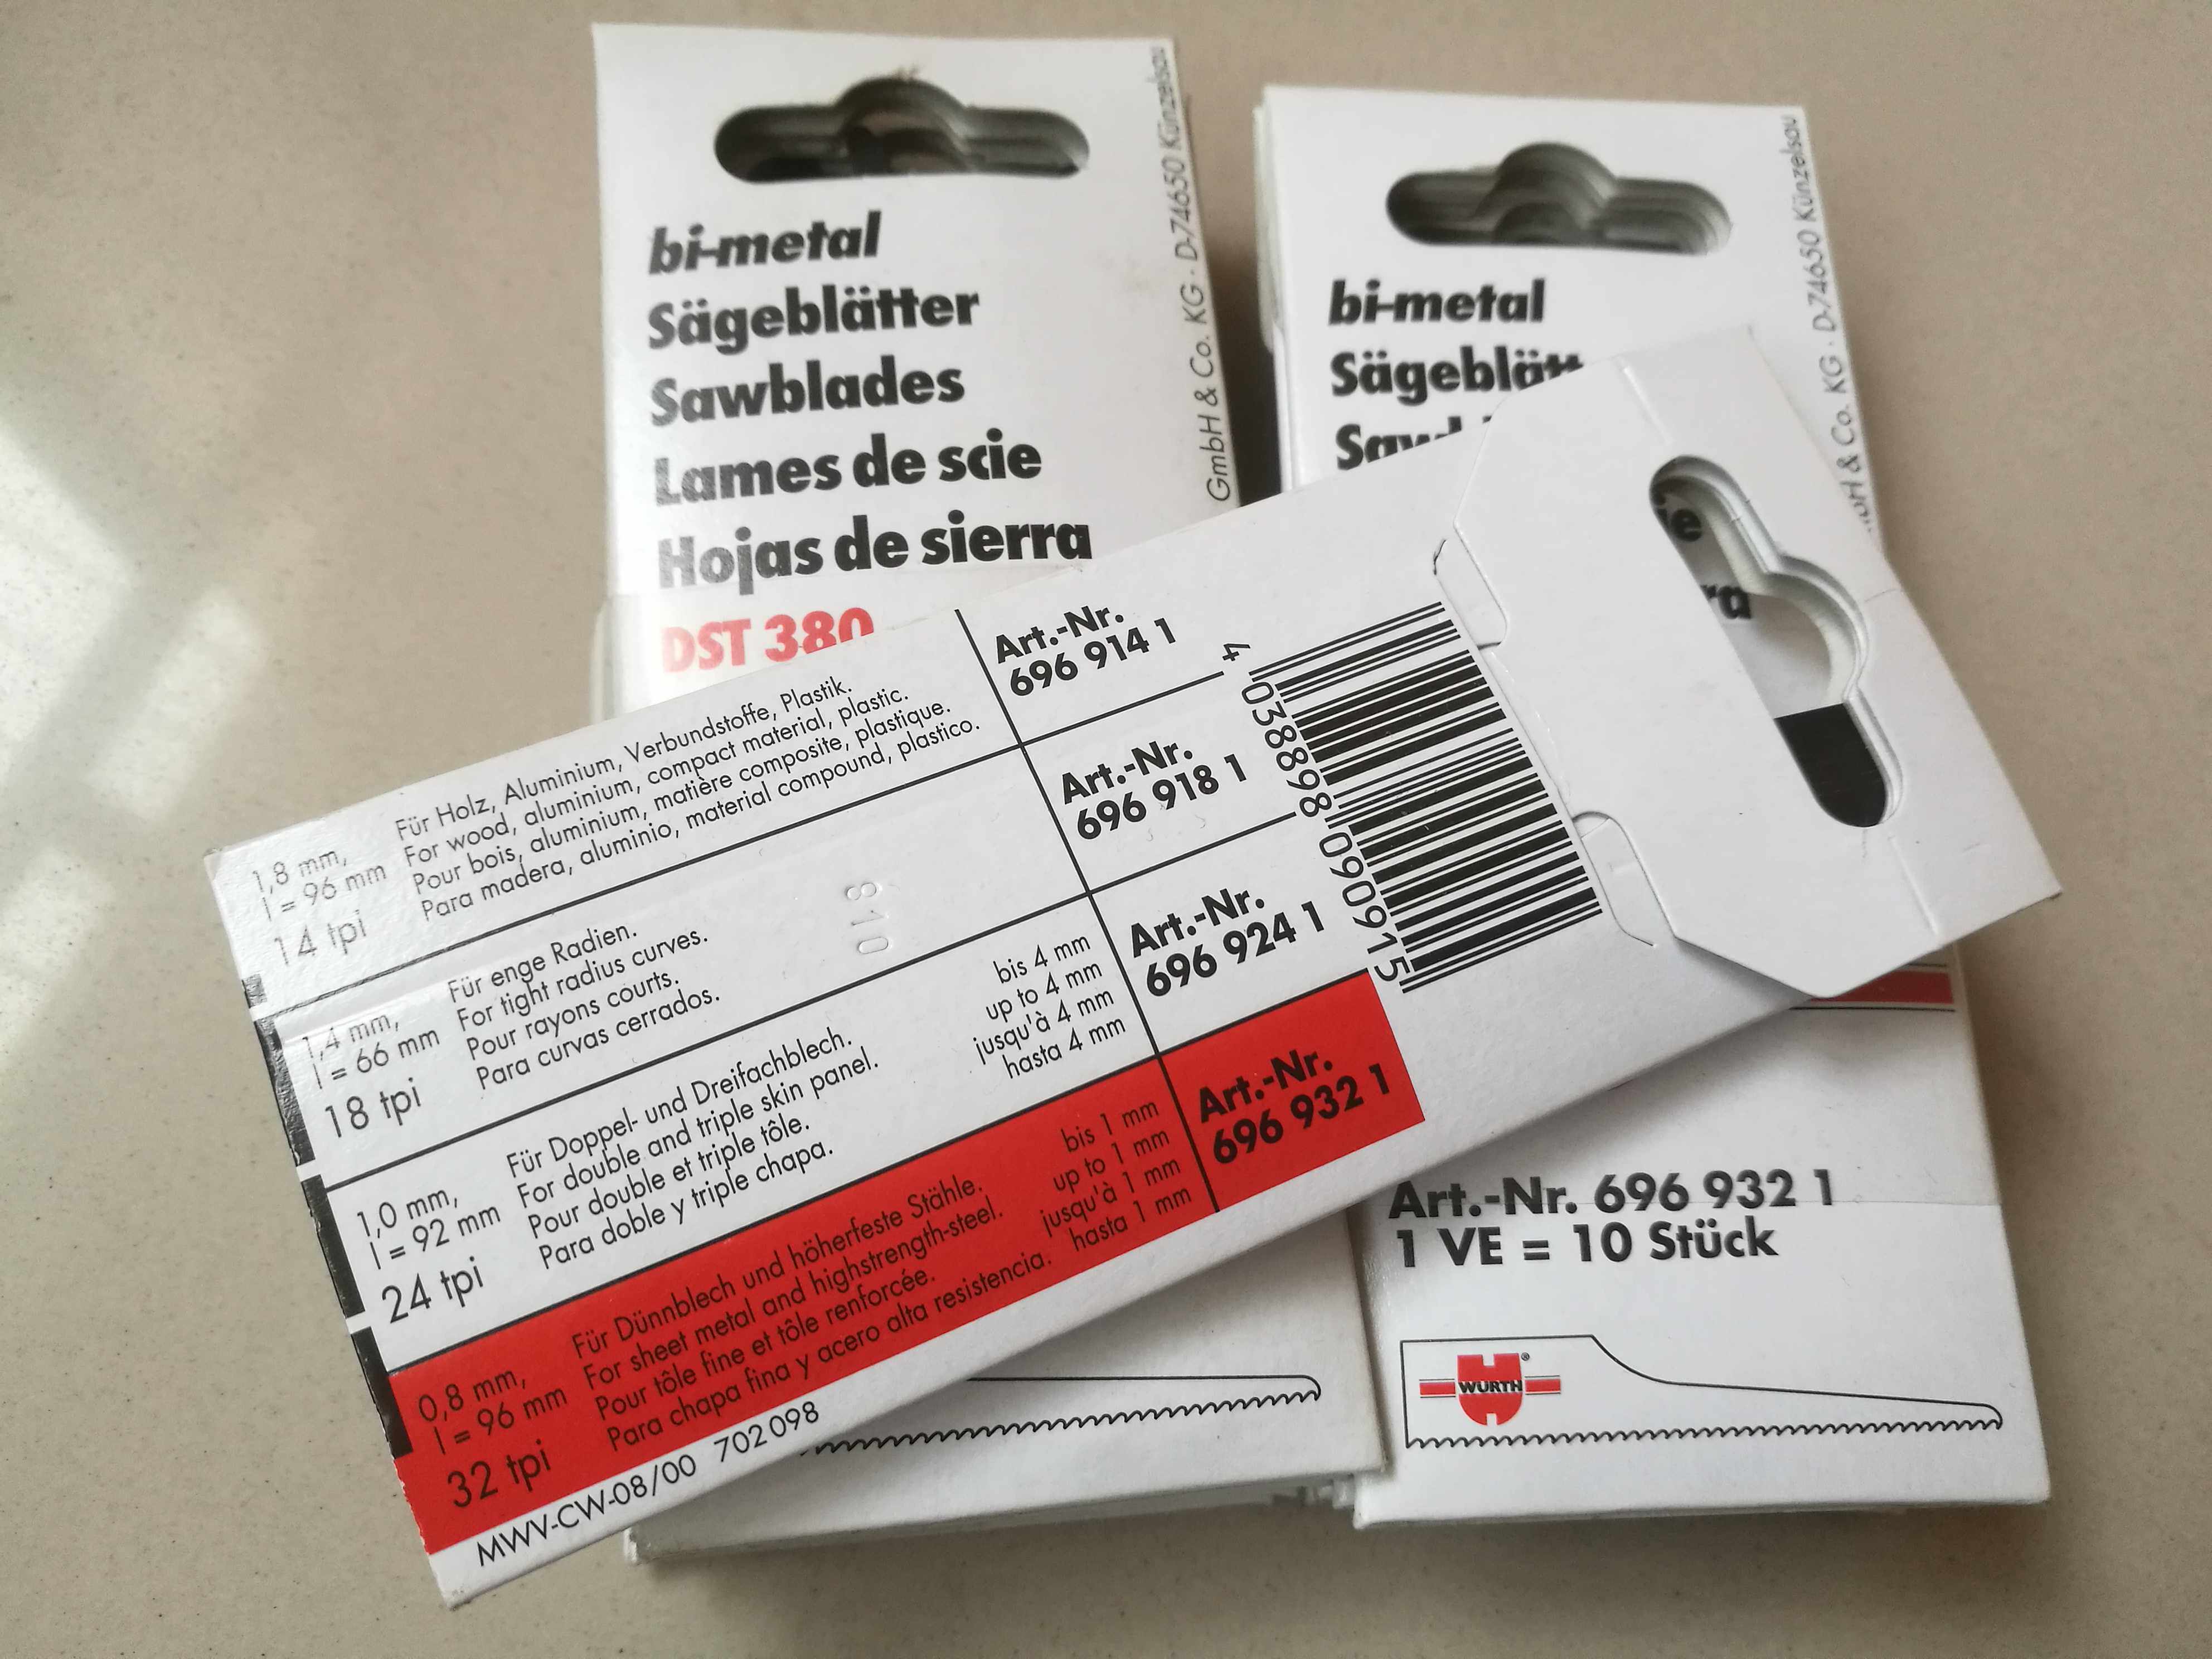 bi-metal
Sägeblätter
Sawblades
Lames de scie
Hojas de sierra
DST 380
GmbH & Co. KG · D-74650 Künzelsau
bi-metal
D-74650 Künzelsau
& Co. KG ·
Art.-Nr. 696 932 1
1 VE = 10 Stück
WÜRTH
®
1,8 mm,
l = 96 mm
14 tpi
Für Holz, Aluminium, Verbundstoffe, Plastik.
For wood, aluminium, compact material, plastic.
Pour bois, aluminium, matière composite, plastique.
Para madera, aluminio, material compound, plastico.
Art.-Nr.
696 914 1
1,4 mm,
l = 66 mm
18 tpi
Für enge Radien.
For tight radius curves.
Pour rayons courts.
Para curvas cerrados.
810
Art.-Nr.
696 918 1
1,0 mm,
l = 92 mm
24 tpi
Für Doppel- und Dreifachblech.
For double and triple skin panel.
Pour double et triple tôle.
Para doble y triple chapa.
bis 4 mm
up to 4 mm
jusqu'à 4 mm
hasta 4 mm
Art.-Nr.
696 924 1
0,8 mm,
l = 96 mm
32 tpi
Für Dünnblech und höherfeste Stähle.
For sheet metal and highstrength-steel.
Pour tôle fine et tôle renforcée.
Para chapa fina y acero alta resistencia.
bis 1 mm
up to 1 mm
jusqu'à 1 mm
hasta 1 mm
Art.-Nr.
696 932 1
MWV-CW-08/00 702 098
4 038898 090915